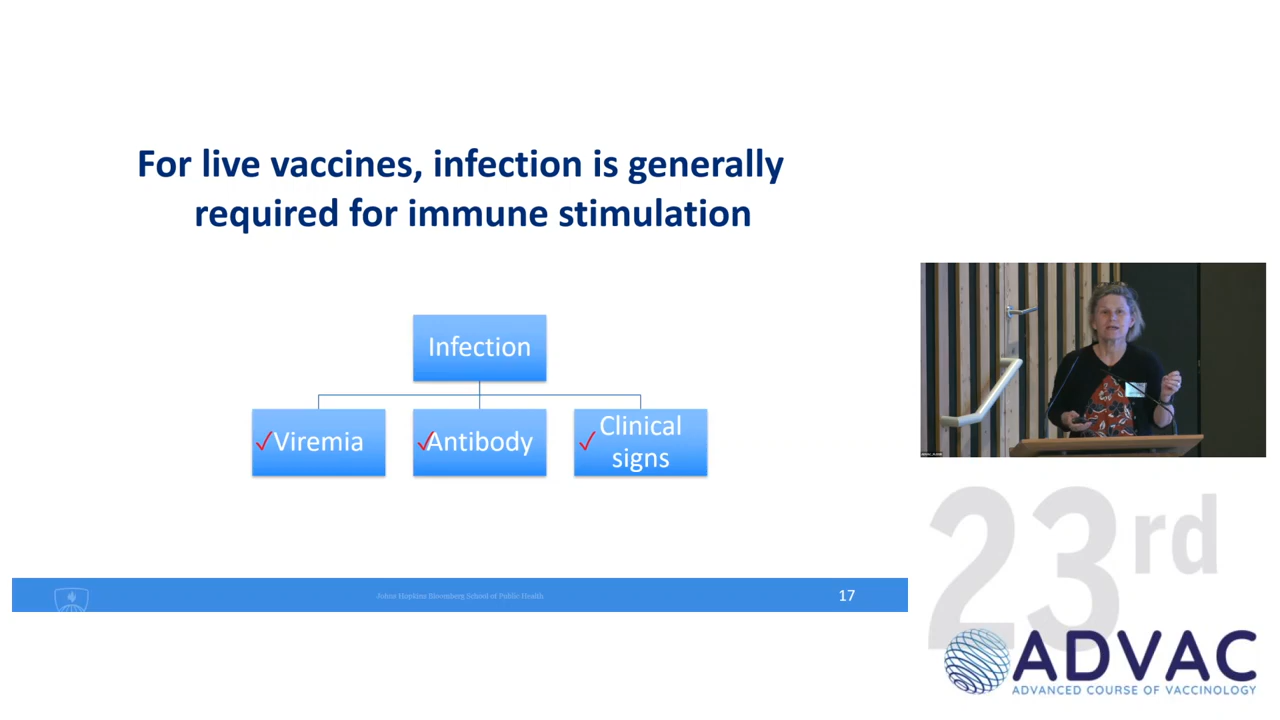 For live vaccines, infection is generally
required for immune stimulation
Infection
✓Viremia
✓Antibody
✓Clinical
signs
Johns Hopkins Bloomberg School of Public Health
17
23rd
ADVAC
ADVANCED COURSE OF VACCINOLOGY